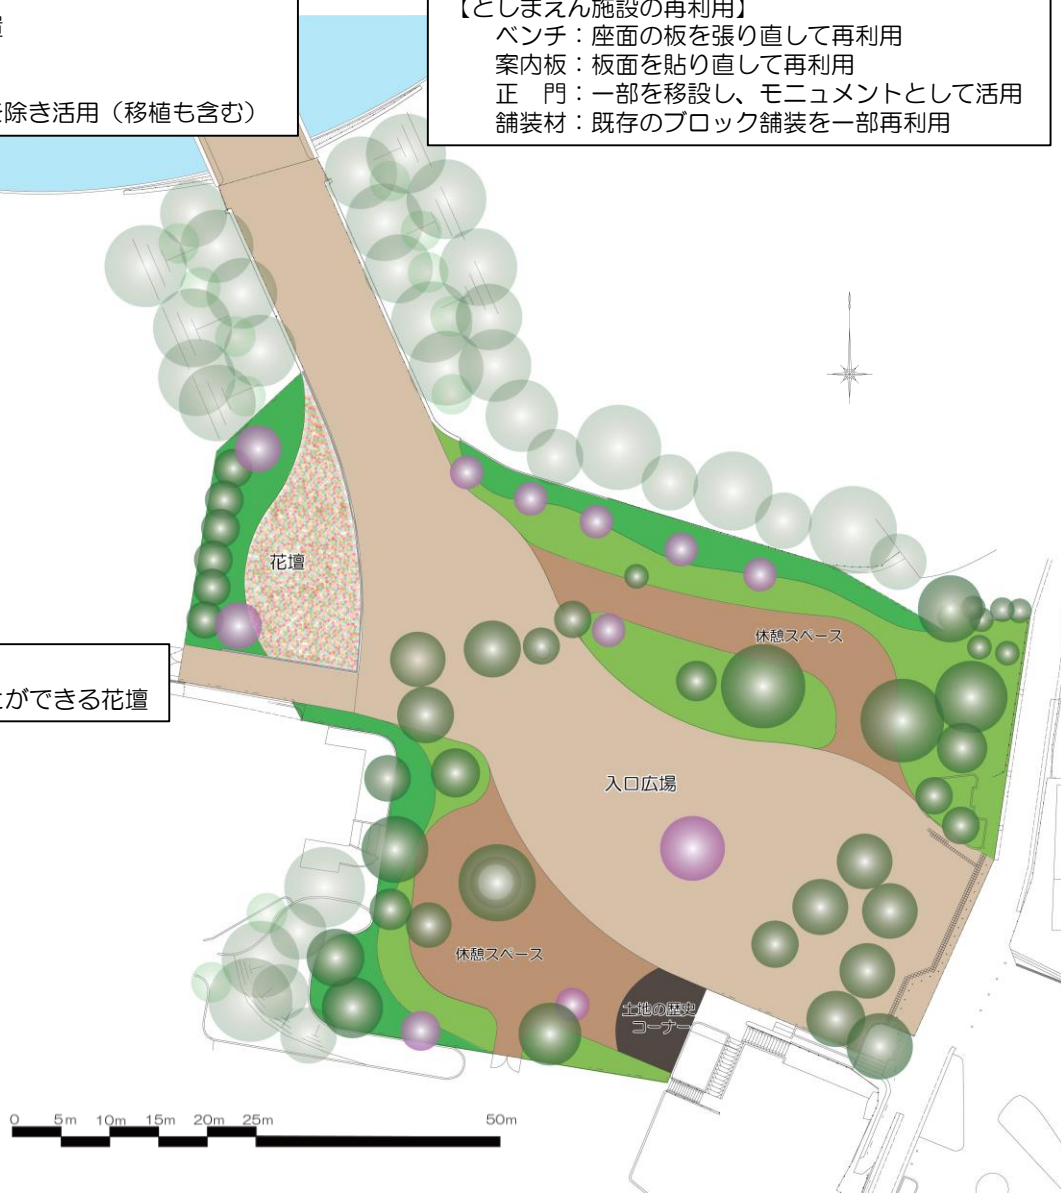 置
を除き活用（移植も含む）
【としまえん施設の再利用】
ベンチ：座面の板を張り直して再利用
案内板：板面を貼り直して再利用
正　門：一部を移設し、モニュメントとして活用
舗装材：既存のブロック舗装を一部再利用
花壇
休憩スペース
とができる花壇
入口広場
休憩スペース
土地の歴史
コーナー
0 5m 10m 15m 20m 25m 50m